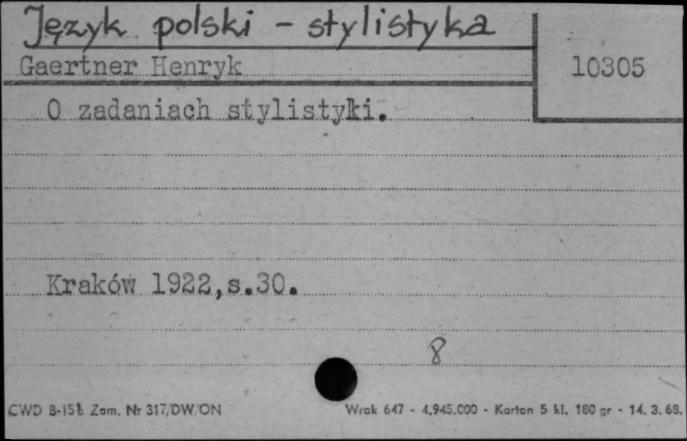 Język polski - stylistyka
Gaertner Henryk
10305
O zadaniach stylistyki.
Kraków 1922,s.30.
8
CWD B-15b Zam. Nr 317/DW/ON
Wrok 647 - 4.945.000 - Karton 5 kl. 180 gr - 14. 3. 68.